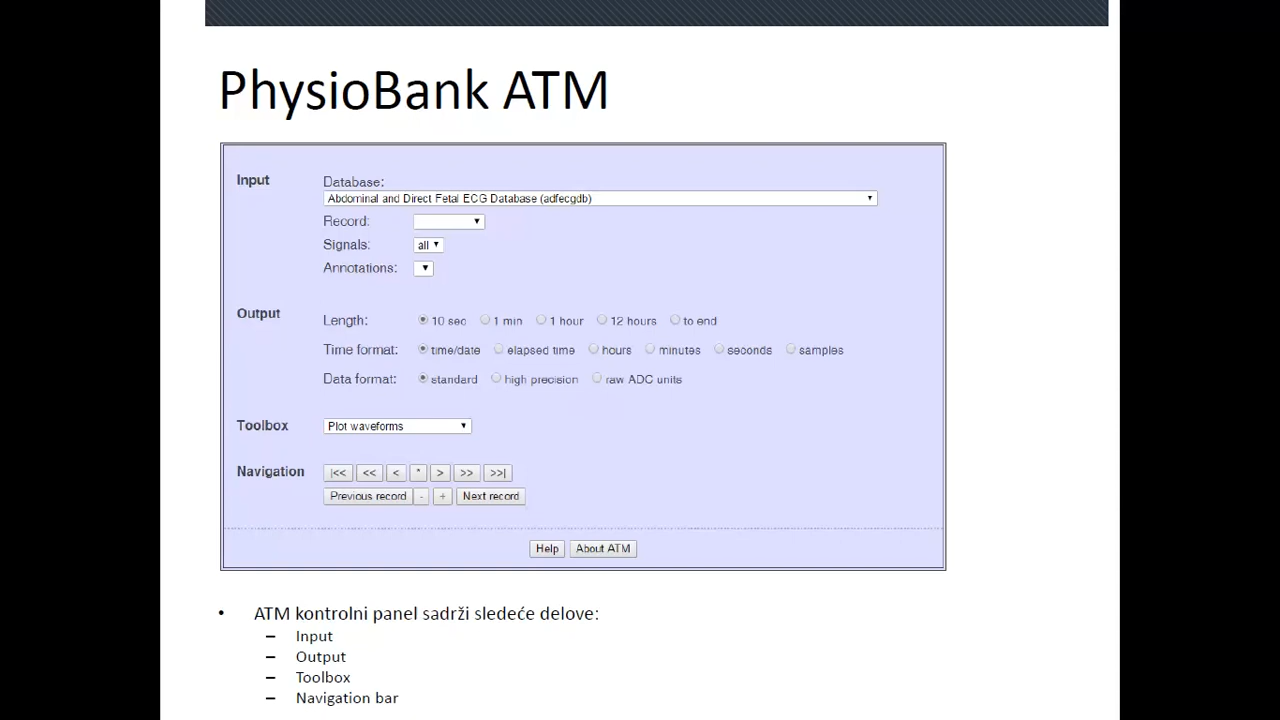 PhysioBank ATM
Input
Database:
Abdominal and Direct Fetal ECG Database (adfecgdb)
Record:
Signals: all
Annotations:
Output
Length: 10 sec 1 min 1 hour 12 hours to end
Time format: time/date elapsed time hours minutes seconds samples
Data format: standard high precision raw ADC units
Toolbox Plot waveforms
Navigation |<< << < * > >> >>|
Previous record - + Next record
Help About ATM
• ATM kontrolni panel sadrži sledeće delove:
– Input
– Output
– Toolbox
– Navigation bar